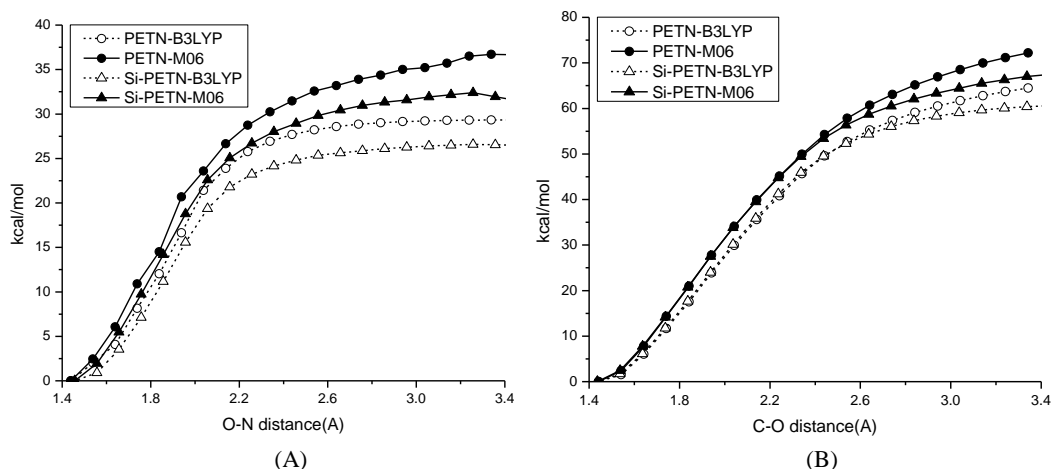 PETN-B3LYP
PETN-M06
Si-PETN-B3LYP
Si-PETN-M06
kcal/mol
40
35
30
25
20
15
10
5
0
1.4
1.8
2.2
2.6
3.0
3.4
O-N distance(A)
(A)
PETN-B3LYP
PETN-M06
Si-PETN-B3LYP
Si-PETN-M06
kcal/mol
80
70
60
50
40
30
20
10
0
1.4
1.8
2.2
2.6
3.0
3.4
C-O distance(A)
(B)